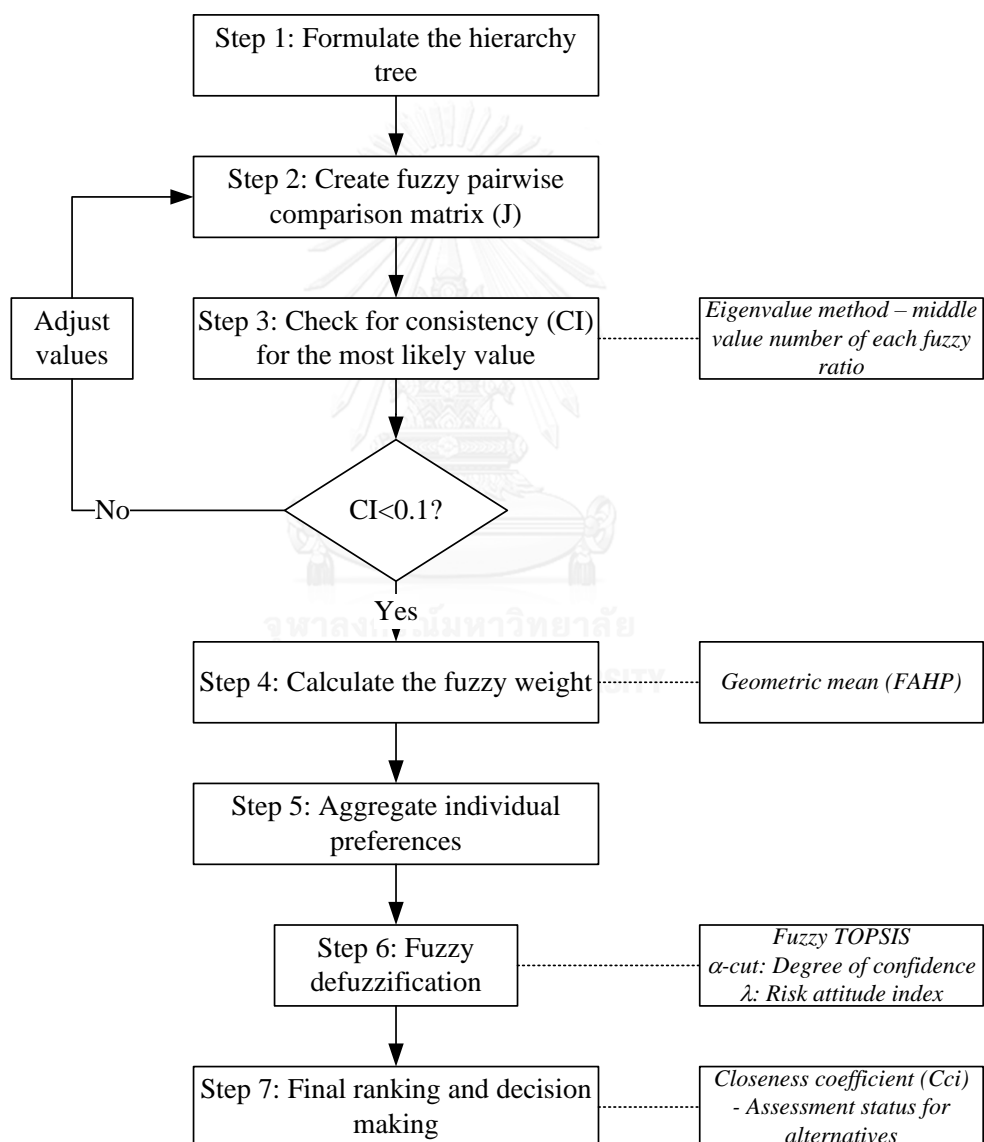 Step 1: Formulate the hierarchy
tree
Step 2: Create fuzzy pairwise
comparison matrix (J)
Adjust
values
Step 3: Check for consistency (CI)
for the most likely value
Eigenvalue method – middle
value number of each fuzzy
ratio
CI<0.1?
No
Yes
Step 4: Calculate the fuzzy weight
Geometric mean (FAHP)
Step 5: Aggregate individual
preferences
Step 6: Fuzzy
defuzzification
Fuzzy TOPSIS
α-cut: Degree of confidence
λ: Risk attitude index
Step 7: Final ranking and decision
making
Closeness coefficient (Cci)
- Assessment status for
alternatives